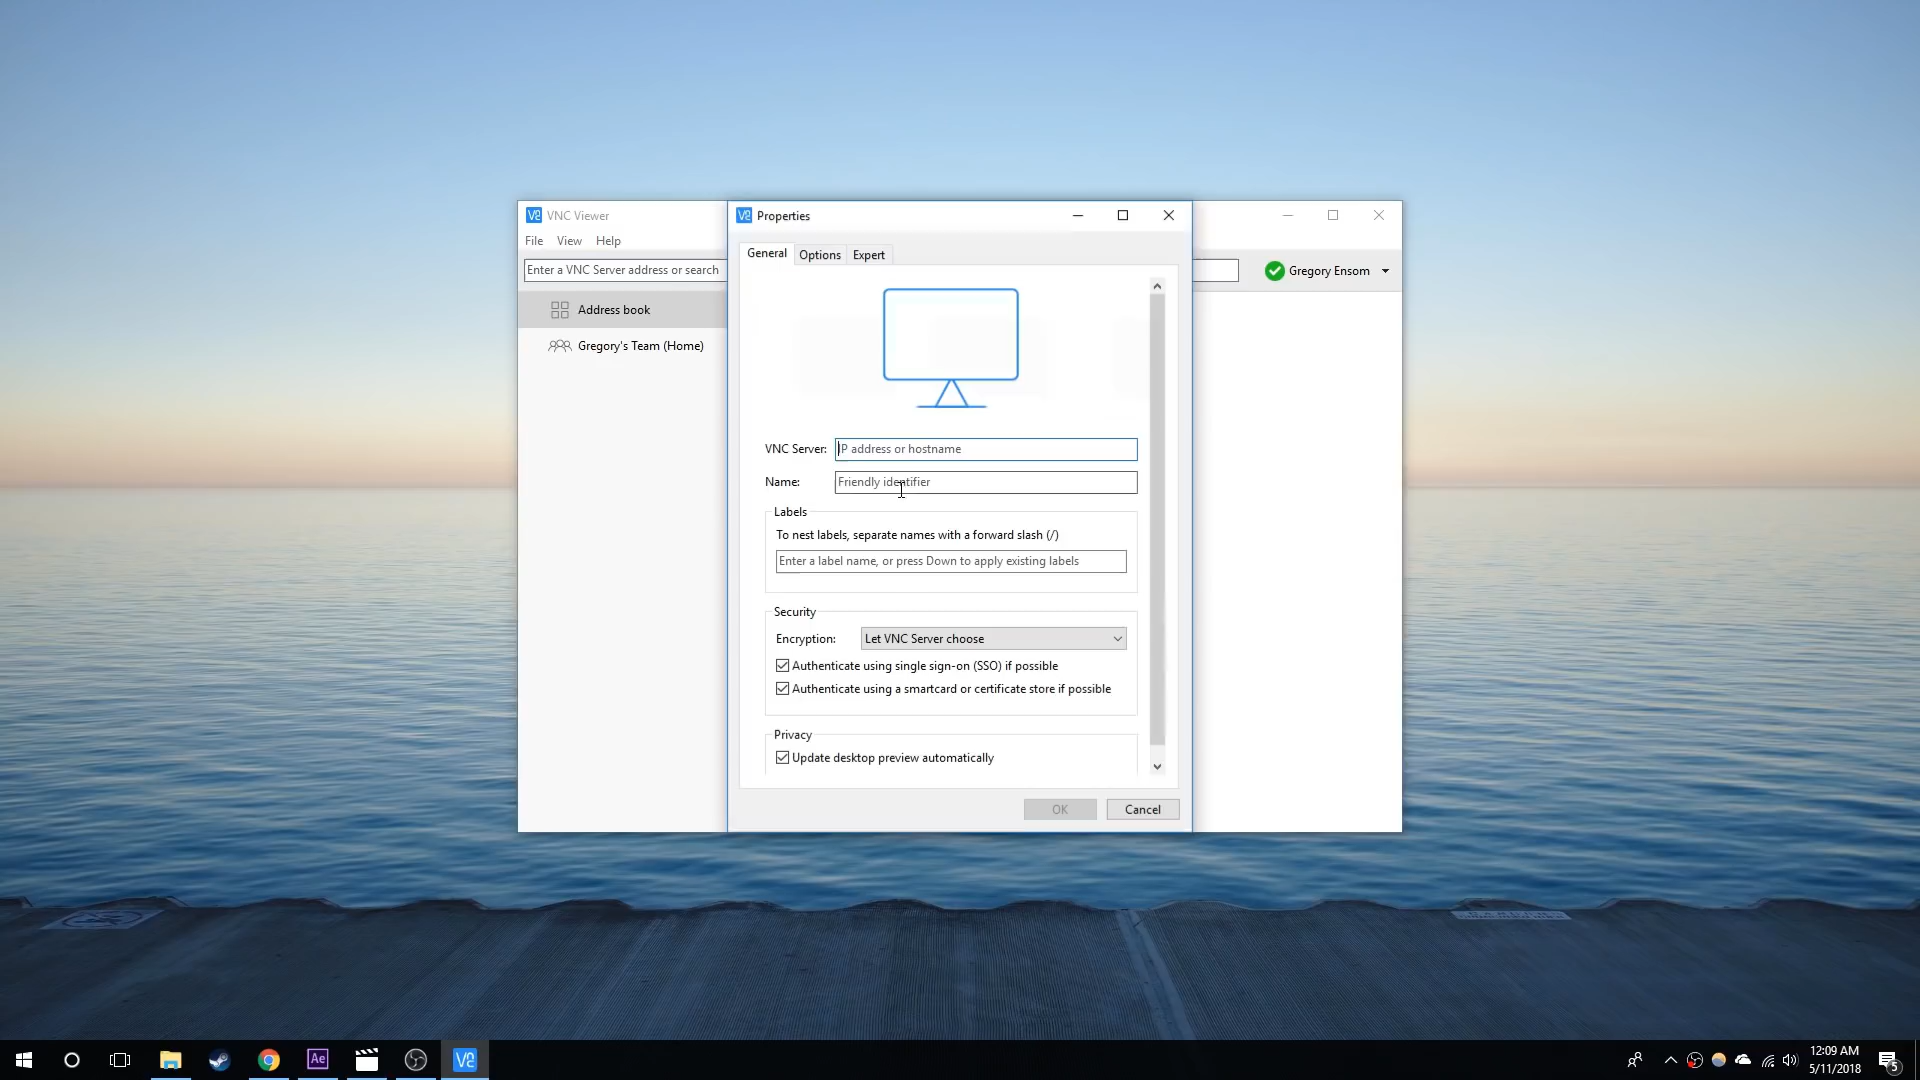 VNC Viewer
File View Help
Enter a VNC Server address or search
Gregory Ensom
Address book
Gregory's Team (Home)
Properties
General Options Expert
VNC Server: IP address or hostname
Name: Friendly identifier
Labels
To nest labels, separate names with a forward slash (/)
Enter a label name, or press Down to apply existing labels
Security
Encryption: Let VNC Server choose
Authenticate using single sign-on (SSO) if possible
Authenticate using a smartcard or certificate store if possible
Privacy
Update desktop preview automatically
OK Cancel
Ae
12:09 AM
5/11/2018
5